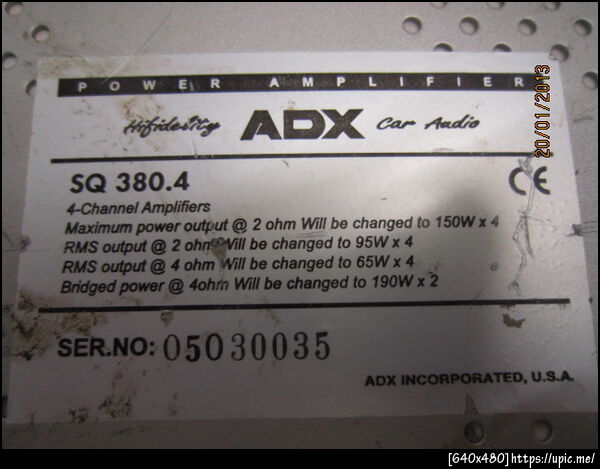 POWER AMPLIFIER
Hifidelity ADX Car Audio
SQ 380.4 CE
4-Channel Amplifiers
Maximum power output @ 2 ohm Will be changed to 150W x 4
RMS output @ 2 ohm Will be changed to 95W x 4
RMS output @ 4 ohm Will be changed to 65W x 4
Bridged power @ 4ohm Will be changed to 190W x 2
SER.NO: 05030035
ADX INCORPORATED, U.S.A.
20/01/2013
[640x480]https://upic.me/